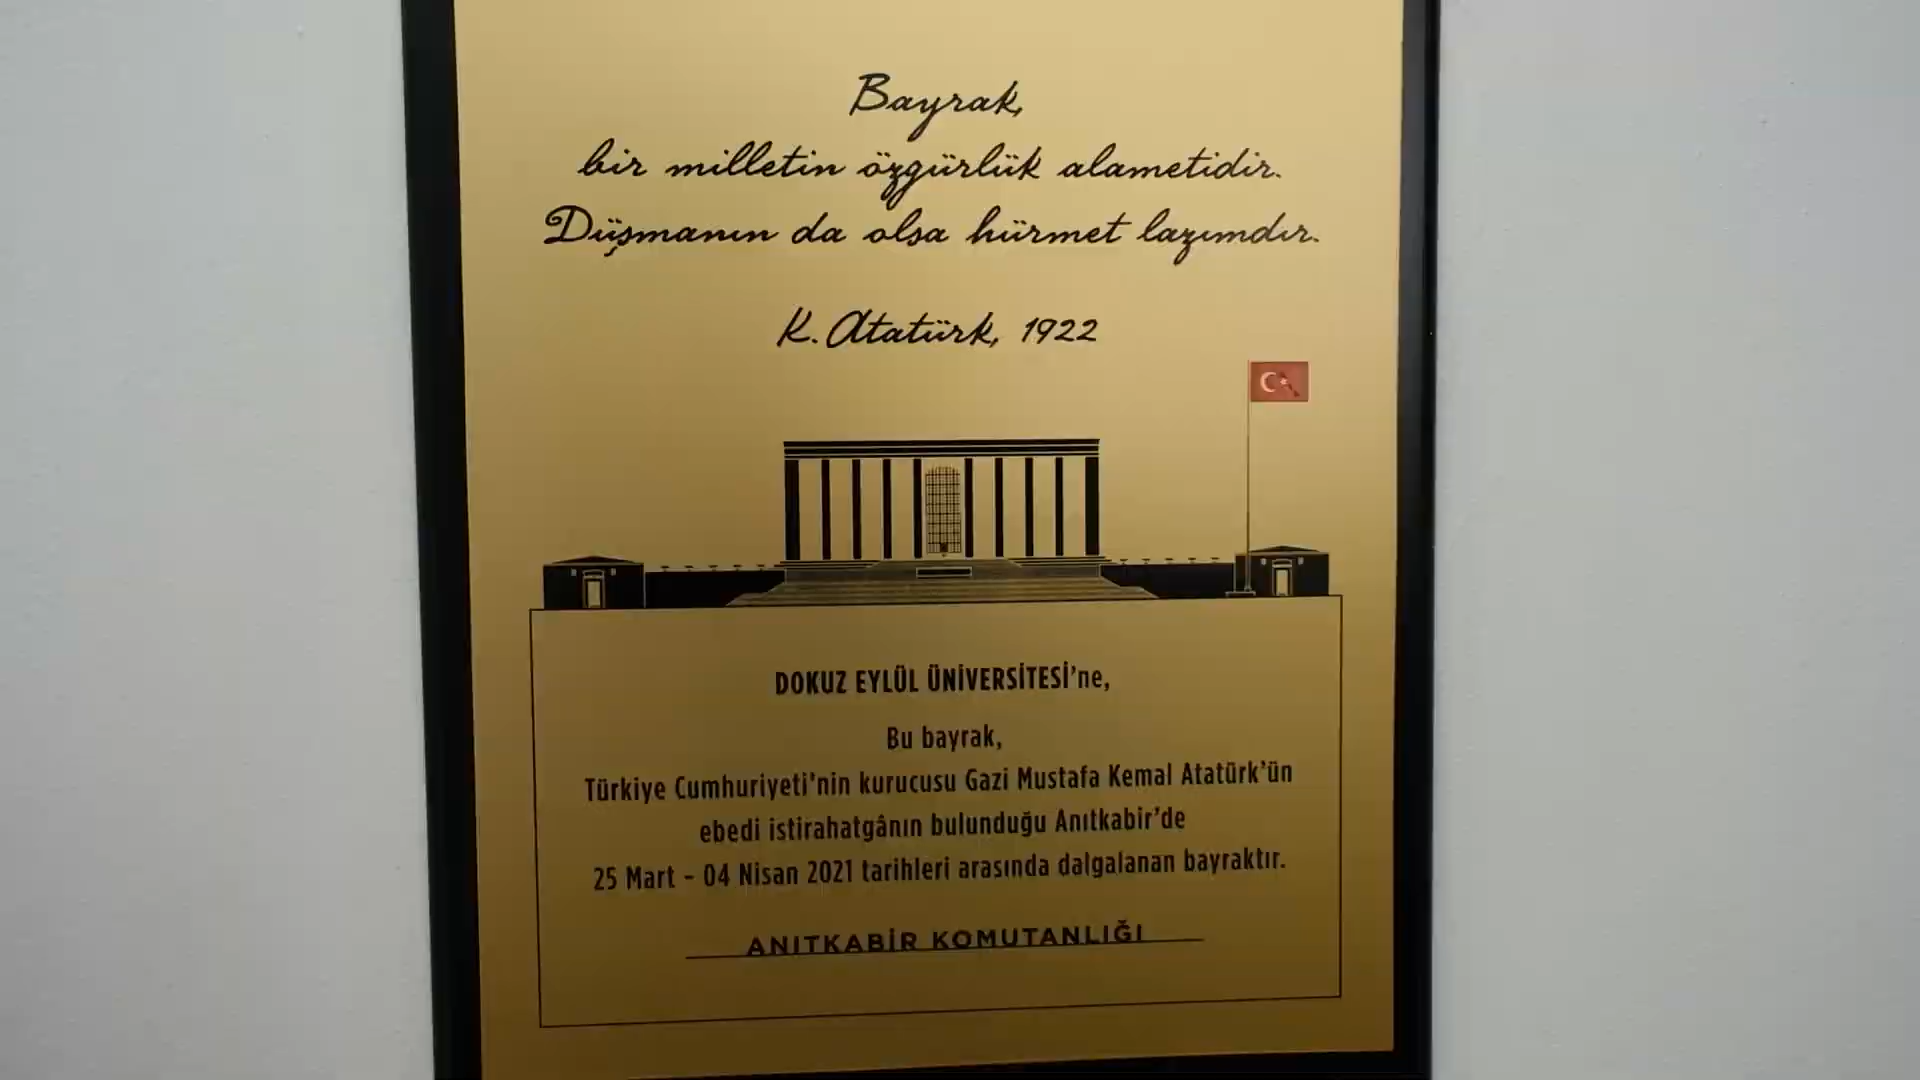 Bayrak,
bir milletin özgürlük alametidir.
Düşmanın da olsa hürmet lazımdır.
K. Atatürk, 1922
DOKUZ EYLÜL ÜNİVERSİTESİ'ne,
Bu bayrak,
Türkiye Cumhuriyeti'nin kurucusu Gazi Mustafa Kemal Atatürk'ün
ebedi istirahatgânın bulunduğu Anıtkabir'de
25 Mart - 04 Nisan 2021 tarihleri arasında dalgalanan bayraktır.
ANITKABİR KOMUTANLIĞI